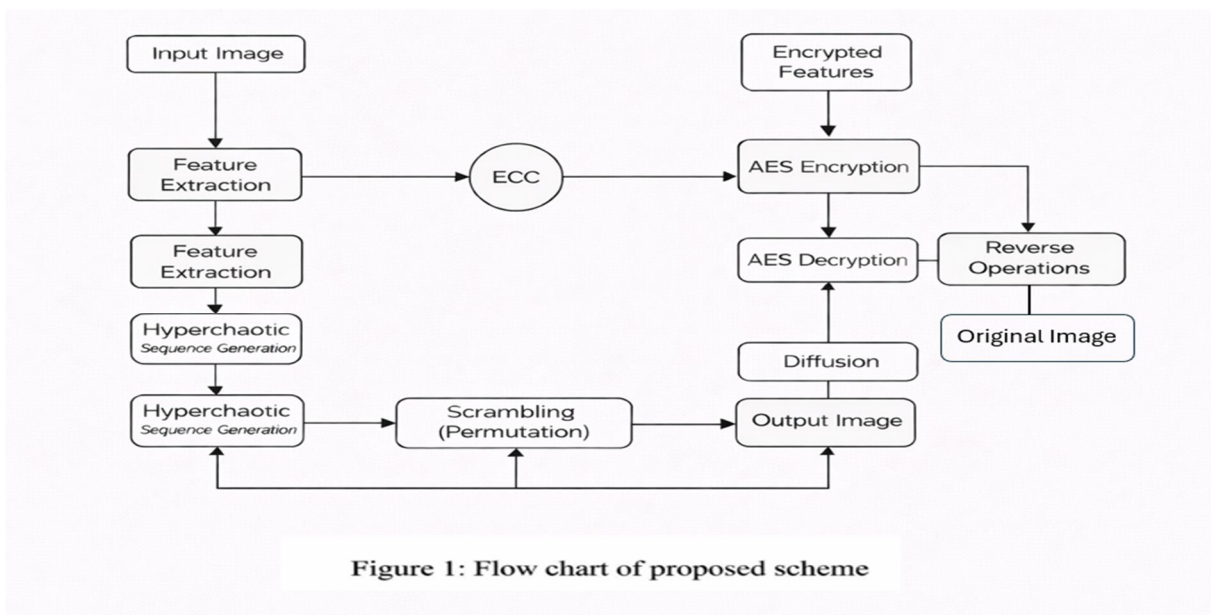 Input Image
Encrypted
Features
Feature
Extraction
ECC
AES Encryption
Feature
Extraction
AES Decryption
Reverse
Operations
Hyperchaotic
Sequence Generation
Original Image
Diffusion
Hyperchaotic
Sequence Generation
Scrambling
(Permutation)
Output Image
Figure 1: Flow chart of proposed scheme